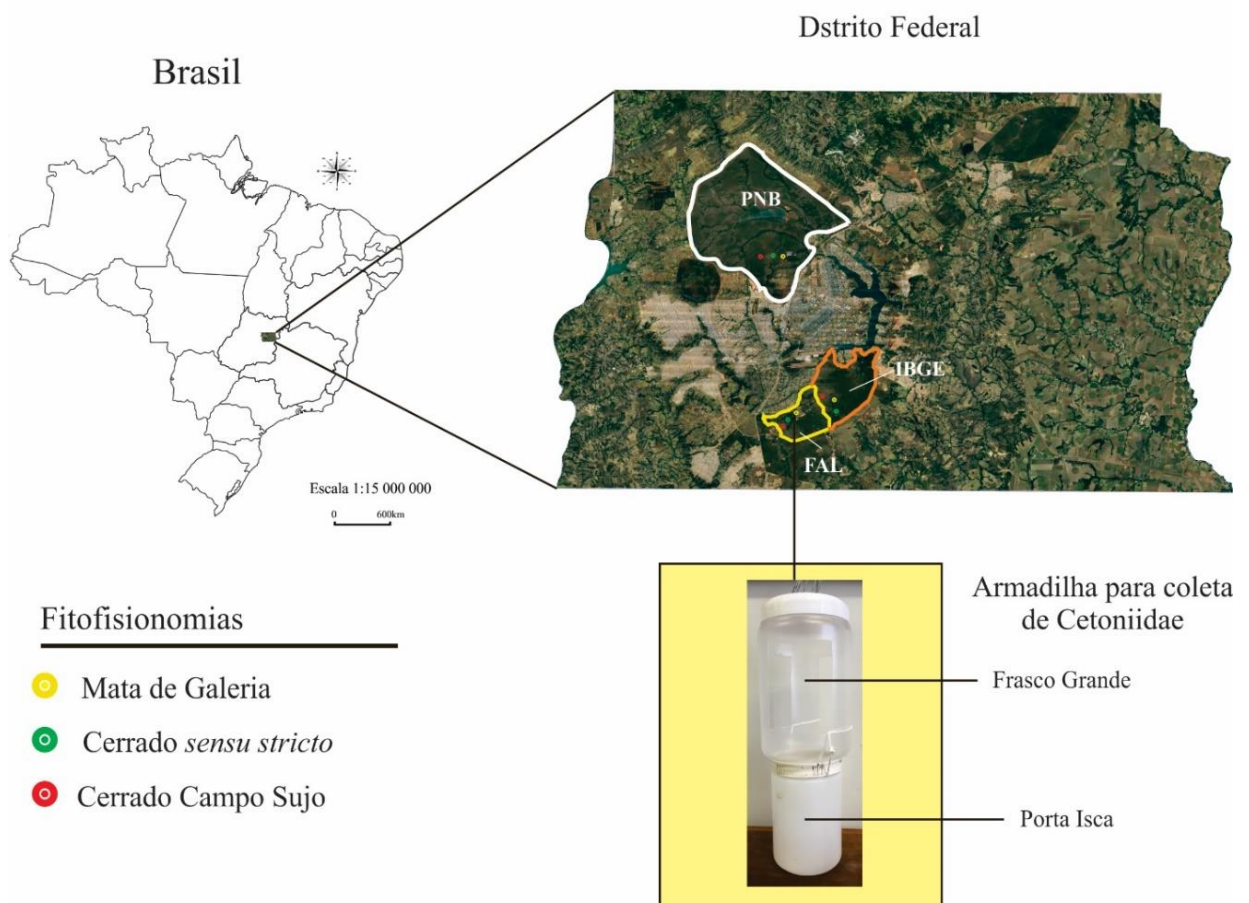 Brasil
Dstrito Federal
PNB
IBGE
FAL
Escala 1:15 000 000
0 600km
Fitofisionomias
Mata de Galeria
Cerrado sensu stricto
Cerrado Campo Sujo
Armadilha para coleta
de Cetoniidae
Frasco Grande
Porta Isca